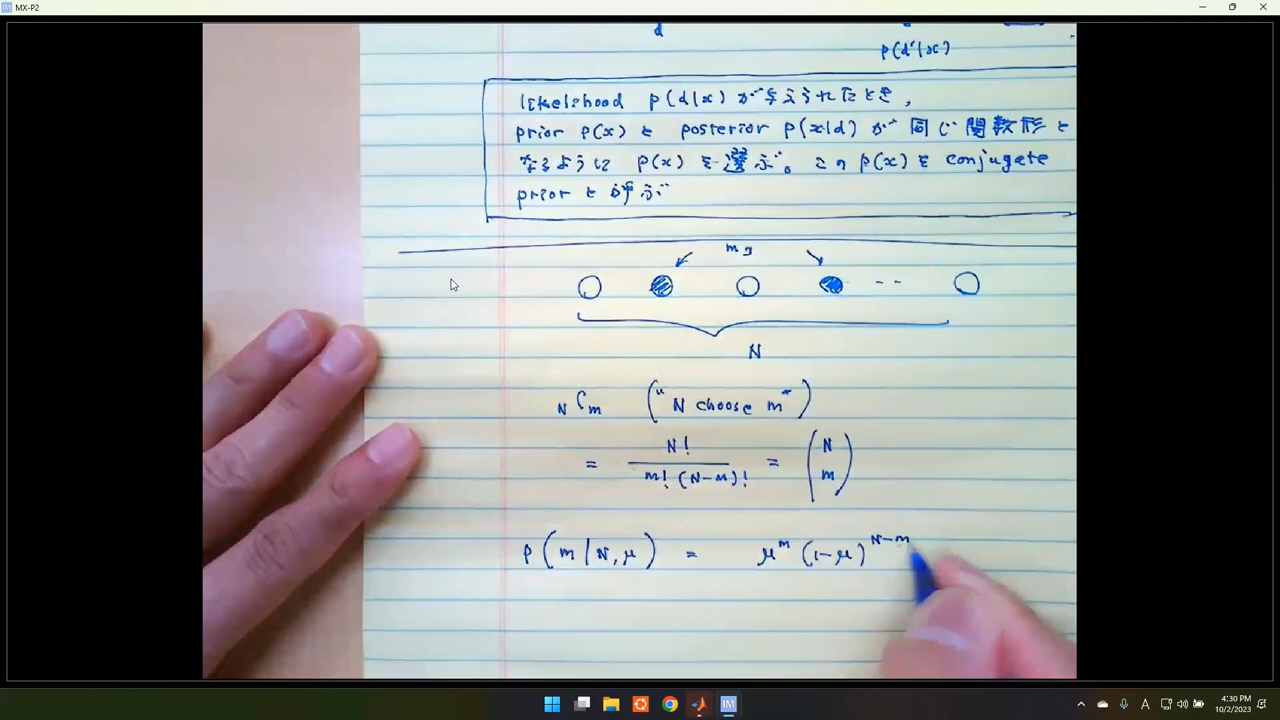 MX-P2
d
p(d'|x)
likelihood p(d|x) が与えられたとき,
prior p(x) と posterior p(x|d) が 同じ関数形と
なるように p(x) を選ぶ。この p(x) を conjugate
prior と呼ぶ
mコ
N
NCm ("N choose m")
= N! / m!(N-m)! = (N m)
p(m|N,μ) = μ^m (1-μ)^N-m
A
4:30 PM
10/2/2023